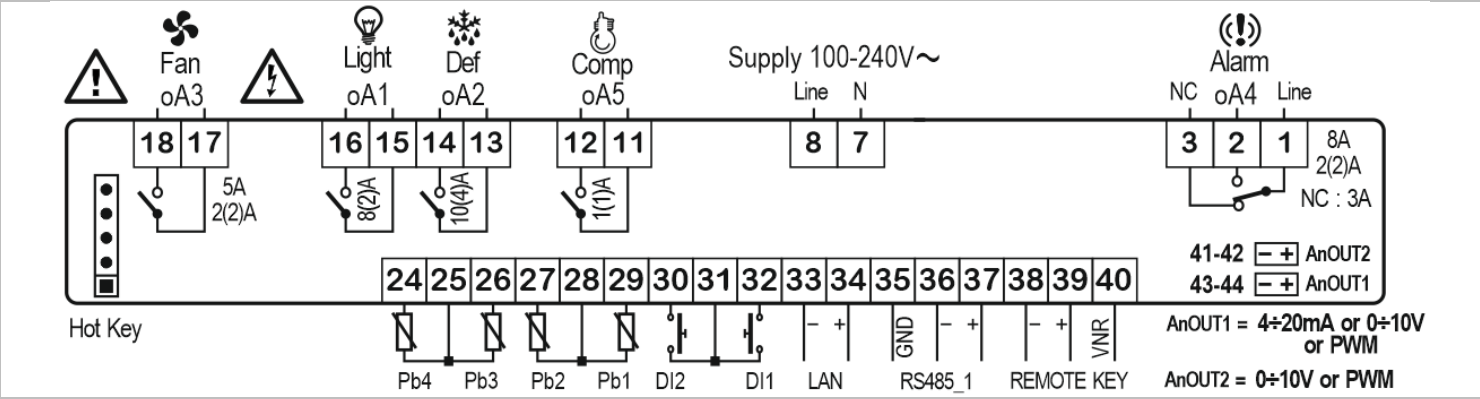 Fan
oA3
Light
oA1
Def
oA2
Comp
oA5
Supply 100-240V~
Line N
Alarm
NC oA4 Line
18 17 16 15 14 13 12 11 8 7 3 2 1
5A
2(2)A
8(2)A
10(4)A
1(1)A
8A
2(2)A
NC : 3A
41-42 - + AnOUT2
43-44 - + AnOUT1
24 25 26 27 28 29 30 31 32 33 34 35 36 37 38 39 40
Hot Key
- + GND - + - + VNR
Pb4 Pb3 Pb2 Pb1 DI2 DI1 LAN RS485_1 REMOTE KEY
AnOUT1 = 4÷20mA or 0÷10V
or PWM
AnOUT2 = 0÷10V or PWM